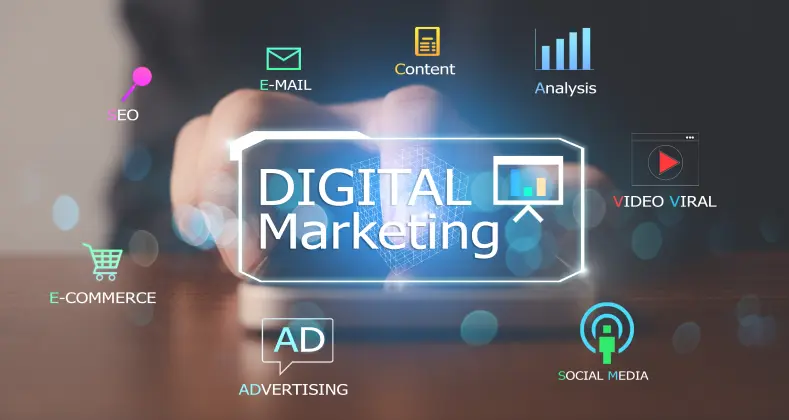 Content
E-MAIL
Analysis
SEO
DIGITAL
Marketing
VIDEO VIRAL
E-COMMERCE
AD
ADVERTISING
SOCIAL MEDIA